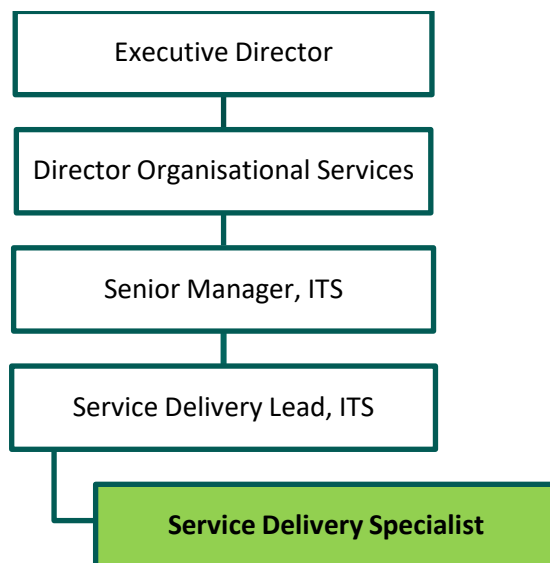 Executive Director
Director Organisational Services
Senior Manager, ITS
Service Delivery Lead, ITS
Service Delivery Specialist